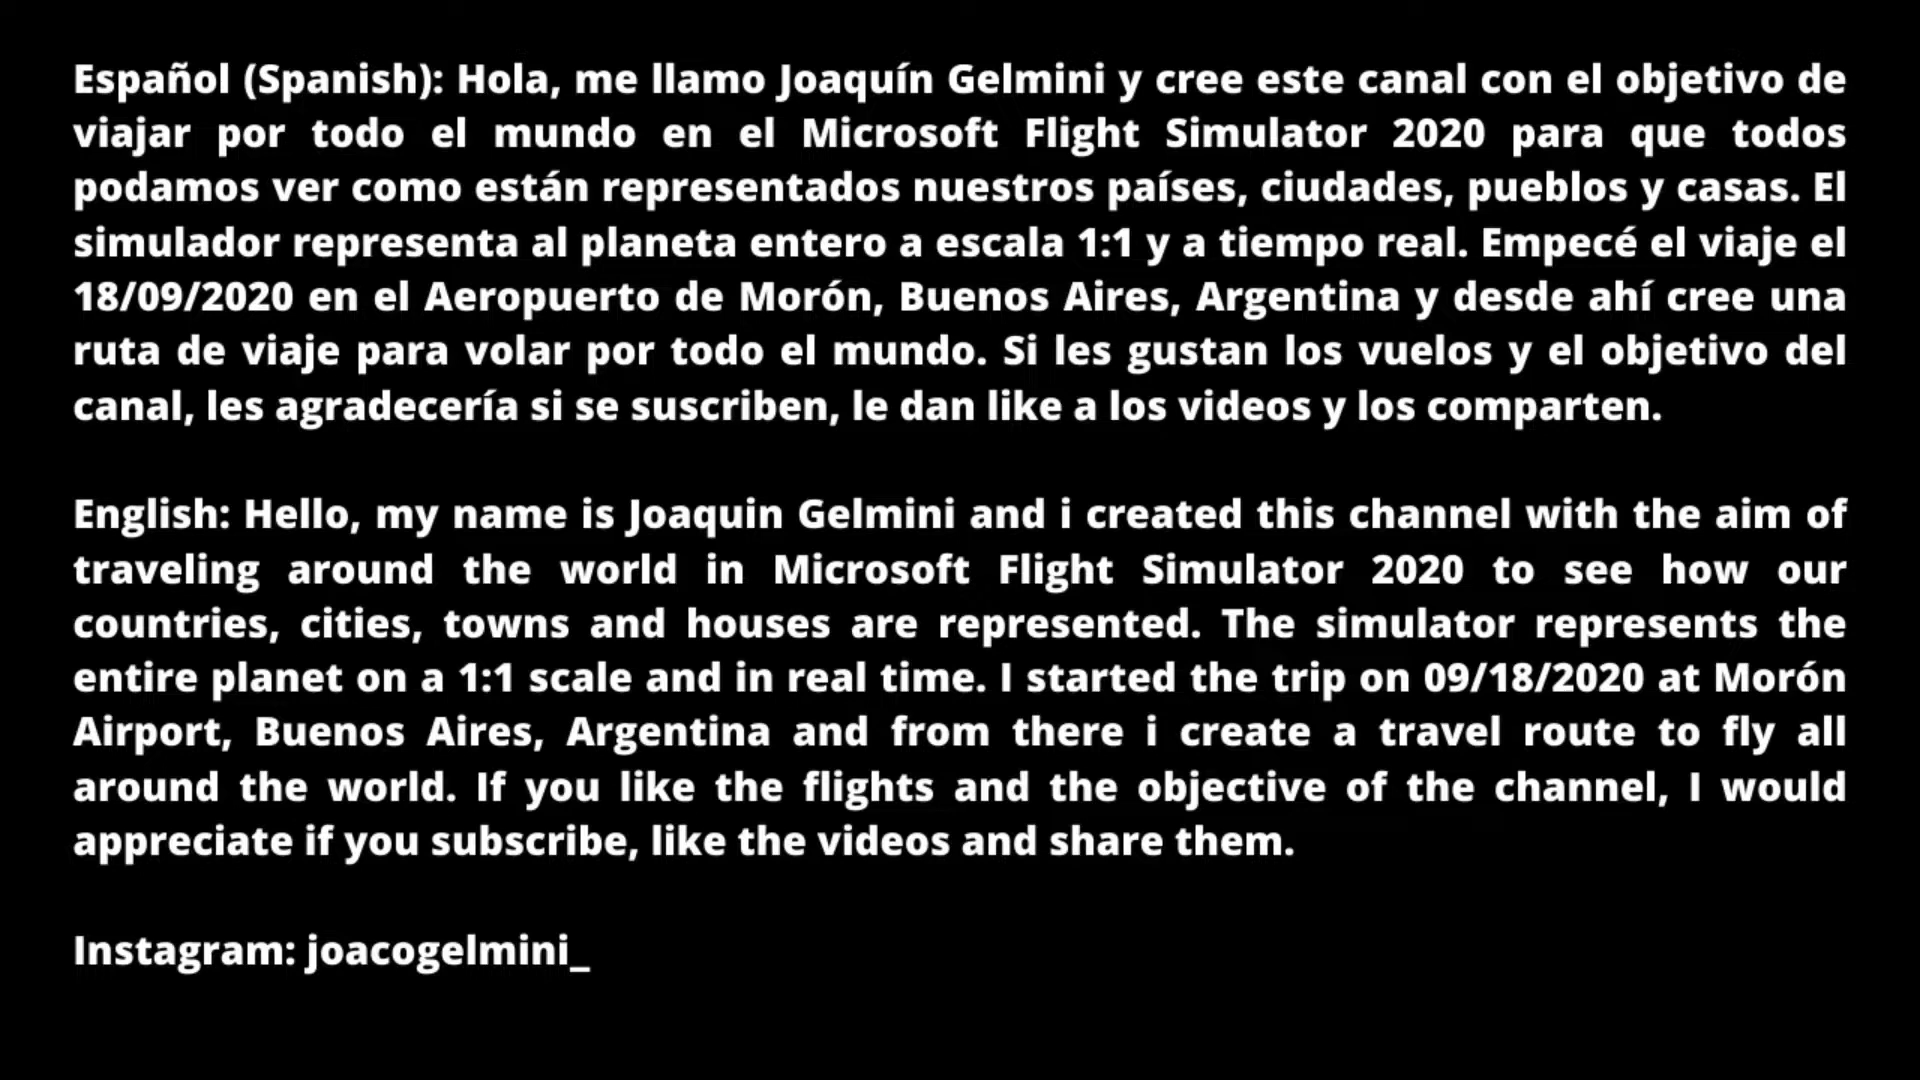 Español (Spanish): Hola, me llamo Joaquín Gelmini y cree este canal con el objetivo de
viajar por todo el mundo en el Microsoft Flight Simulator 2020 para que todos
podamos ver como están representados nuestros países, ciudades, pueblos y casas. El
simulador representa al planeta entero a escala 1:1 y a tiempo real. Empecé el viaje el
18/09/2020 en el Aeropuerto de Morón, Buenos Aires, Argentina y desde ahí cree una
ruta de viaje para volar por todo el mundo. Si les gustan los vuelos y el objetivo del
canal, les agradecería si se suscriben, le dan like a los videos y los comparten.
English: Hello, my name is Joaquin Gelmini and i created this channel with the aim of
traveling around the world in Microsoft Flight Simulator 2020 to see how our
countries, cities, towns and houses are represented. The simulator represents the
entire planet on a 1:1 scale and in real time. I started the trip on 09/18/2020 at Morón
Airport, Buenos Aires, Argentina and from there i create a travel route to fly all
around the world. If you like the flights and the objective of the channel, I would
appreciate if you subscribe, like the videos and share them.
Instagram: joacogelmini_